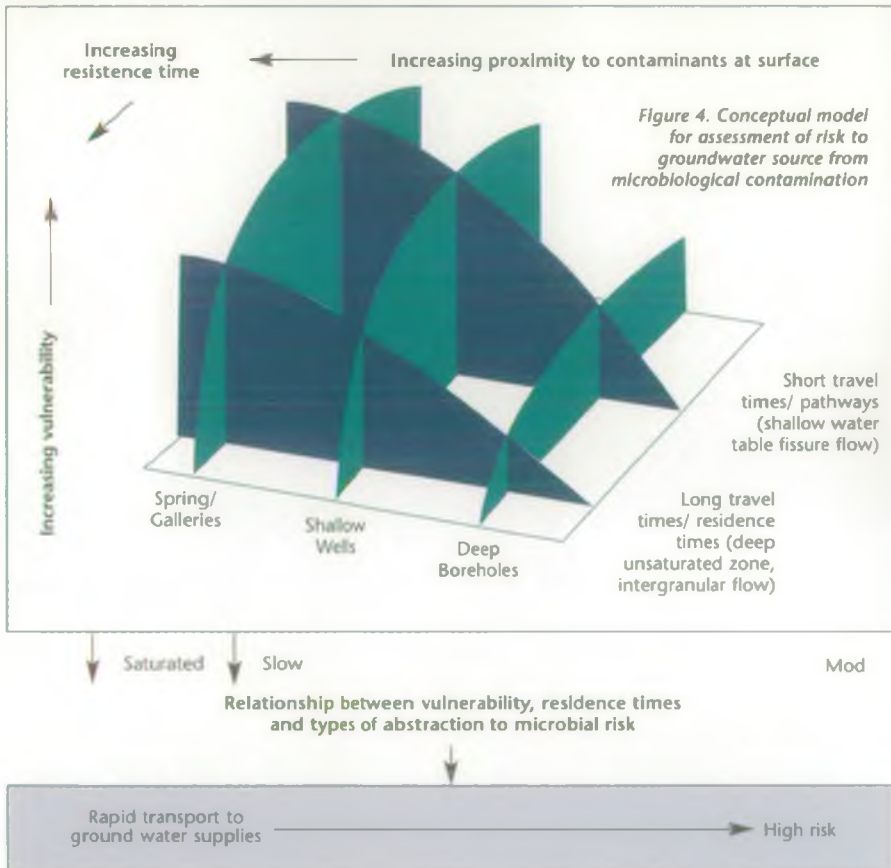 Increasing
resistence time
Increasing proximity to contaminants at surface
Figure 4. Conceptual model
for assessment of risk to
groundwater source from
microbiological contamination
Increasing vulnerability
Spring/
Galleries
Shallow
Wells
Deep
Boreholes
Short travel
times/ pathways
(shallow water
table fissure flow)
Long travel
times/ residence
times (deep
unsaturated zone,
intergranular flow)
Saturated
Slow
Mod
Relationship between vulnerability, residence times
and types of abstraction to microbial risk
Rapid transport to
ground water supplies
High risk